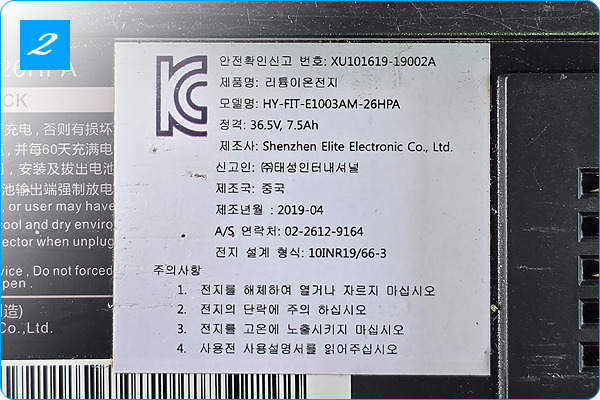 2
26HPA
CK
充电 , 否则有损坏
, 并每60天充满电
, 安装及拔出电池
池输出端强制放电
, or user may have
cool and dry enviro
ector when unplug
vice , Do not forced
open .
造)
Co.,Ltd.
KC
안전확인신고 번호: XU101619-19002A
제품명: 리튬이온전지
모델명: HY-FIT-E1003AM-26HPA
정격: 36.5V, 7.5Ah
제조사: Shenzhen Elite Electronic Co., Ltd.
신고인: ㈜태성인터내셔널
제조국: 중국
제조년월 : 2019-04
A/S 연락처: 02-2612-9164
전지 설계 형식: 10INR19/66-3
주의사항
1. 전지를 해체하여 열거나 자르지 마십시오
2. 전지의 단락에 주의 하십시오
3. 전지를 고온에 노출시키지 마십시오
4. 사용전 사용설명서를 읽어주십시오